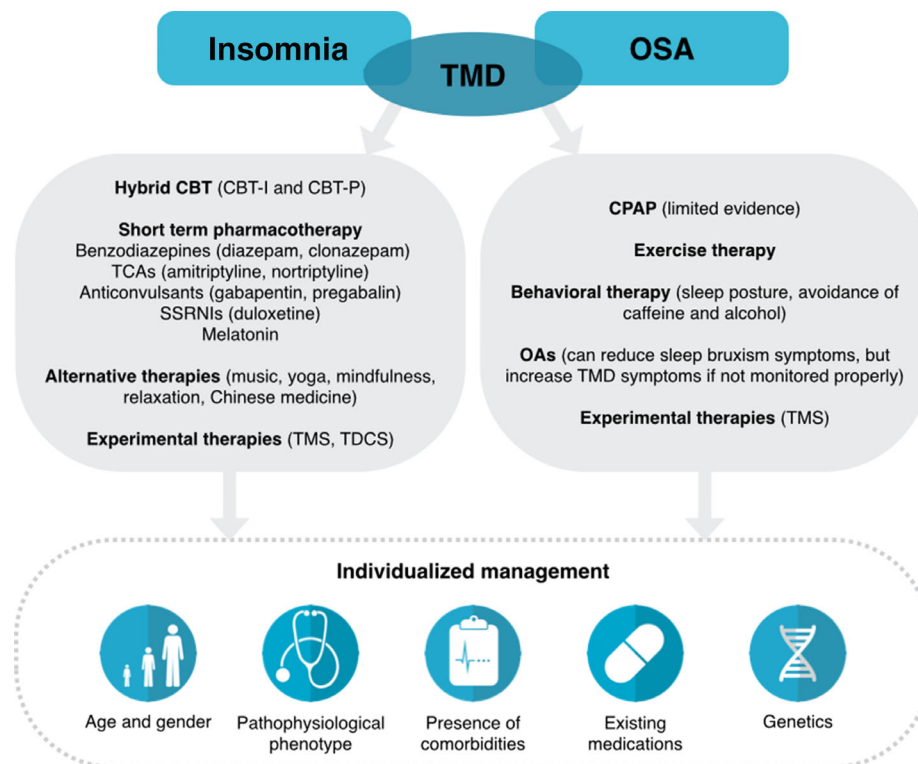 Insomnia
TMD
OSA
Hybrid CBT (CBT-I and CBT-P)
Short term pharmacotherapy
Benzodiazepines (diazepam, clonazepam)
TCAs (amitriptyline, nortriptyline)
Anticonvulsants (gabapentin, pregabalin)
SSRNIs (duloxetine)
Melatonin
Alternative therapies (music, yoga, mindfulness,
relaxation, Chinese medicine)
Experimental therapies (TMS, TDCS)
CPAP (limited evidence)
Exercise therapy
Behavioral therapy (sleep posture, avoidance of
caffeine and alcohol)
OAs (can reduce sleep bruxism symptoms, but
increase TMD symptoms if not monitored properly)
Experimental therapies (TMS)
Individualized management
Age and gender
Pathophysiological
phenotype
Presence of
comorbidities
Existing
medications
Genetics